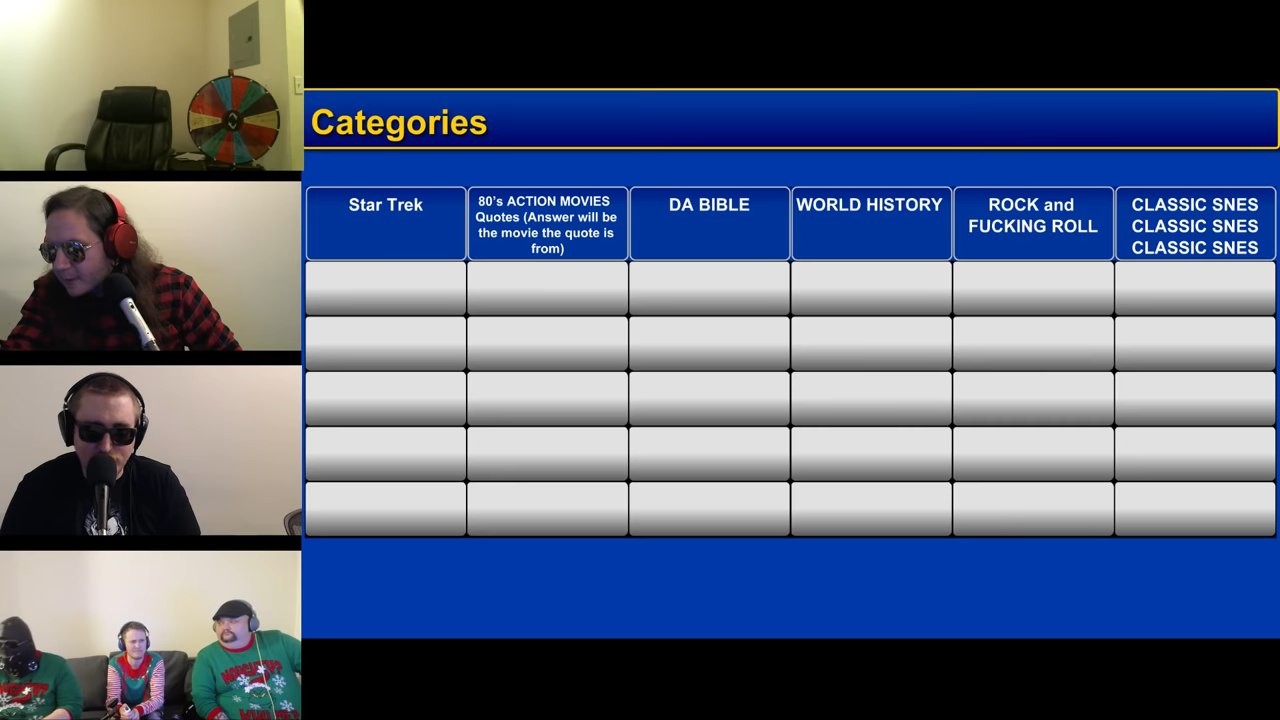 Categories
Star Trek
80's ACTION MOVIES
Quotes (Answer will be
the movie the quote is
from)
DA BIBLE
WORLD HISTORY
ROCK and
FUCKING ROLL
CLASSIC SNES
CLASSIC SNES
CLASSIC SNES
NAUGHTY?